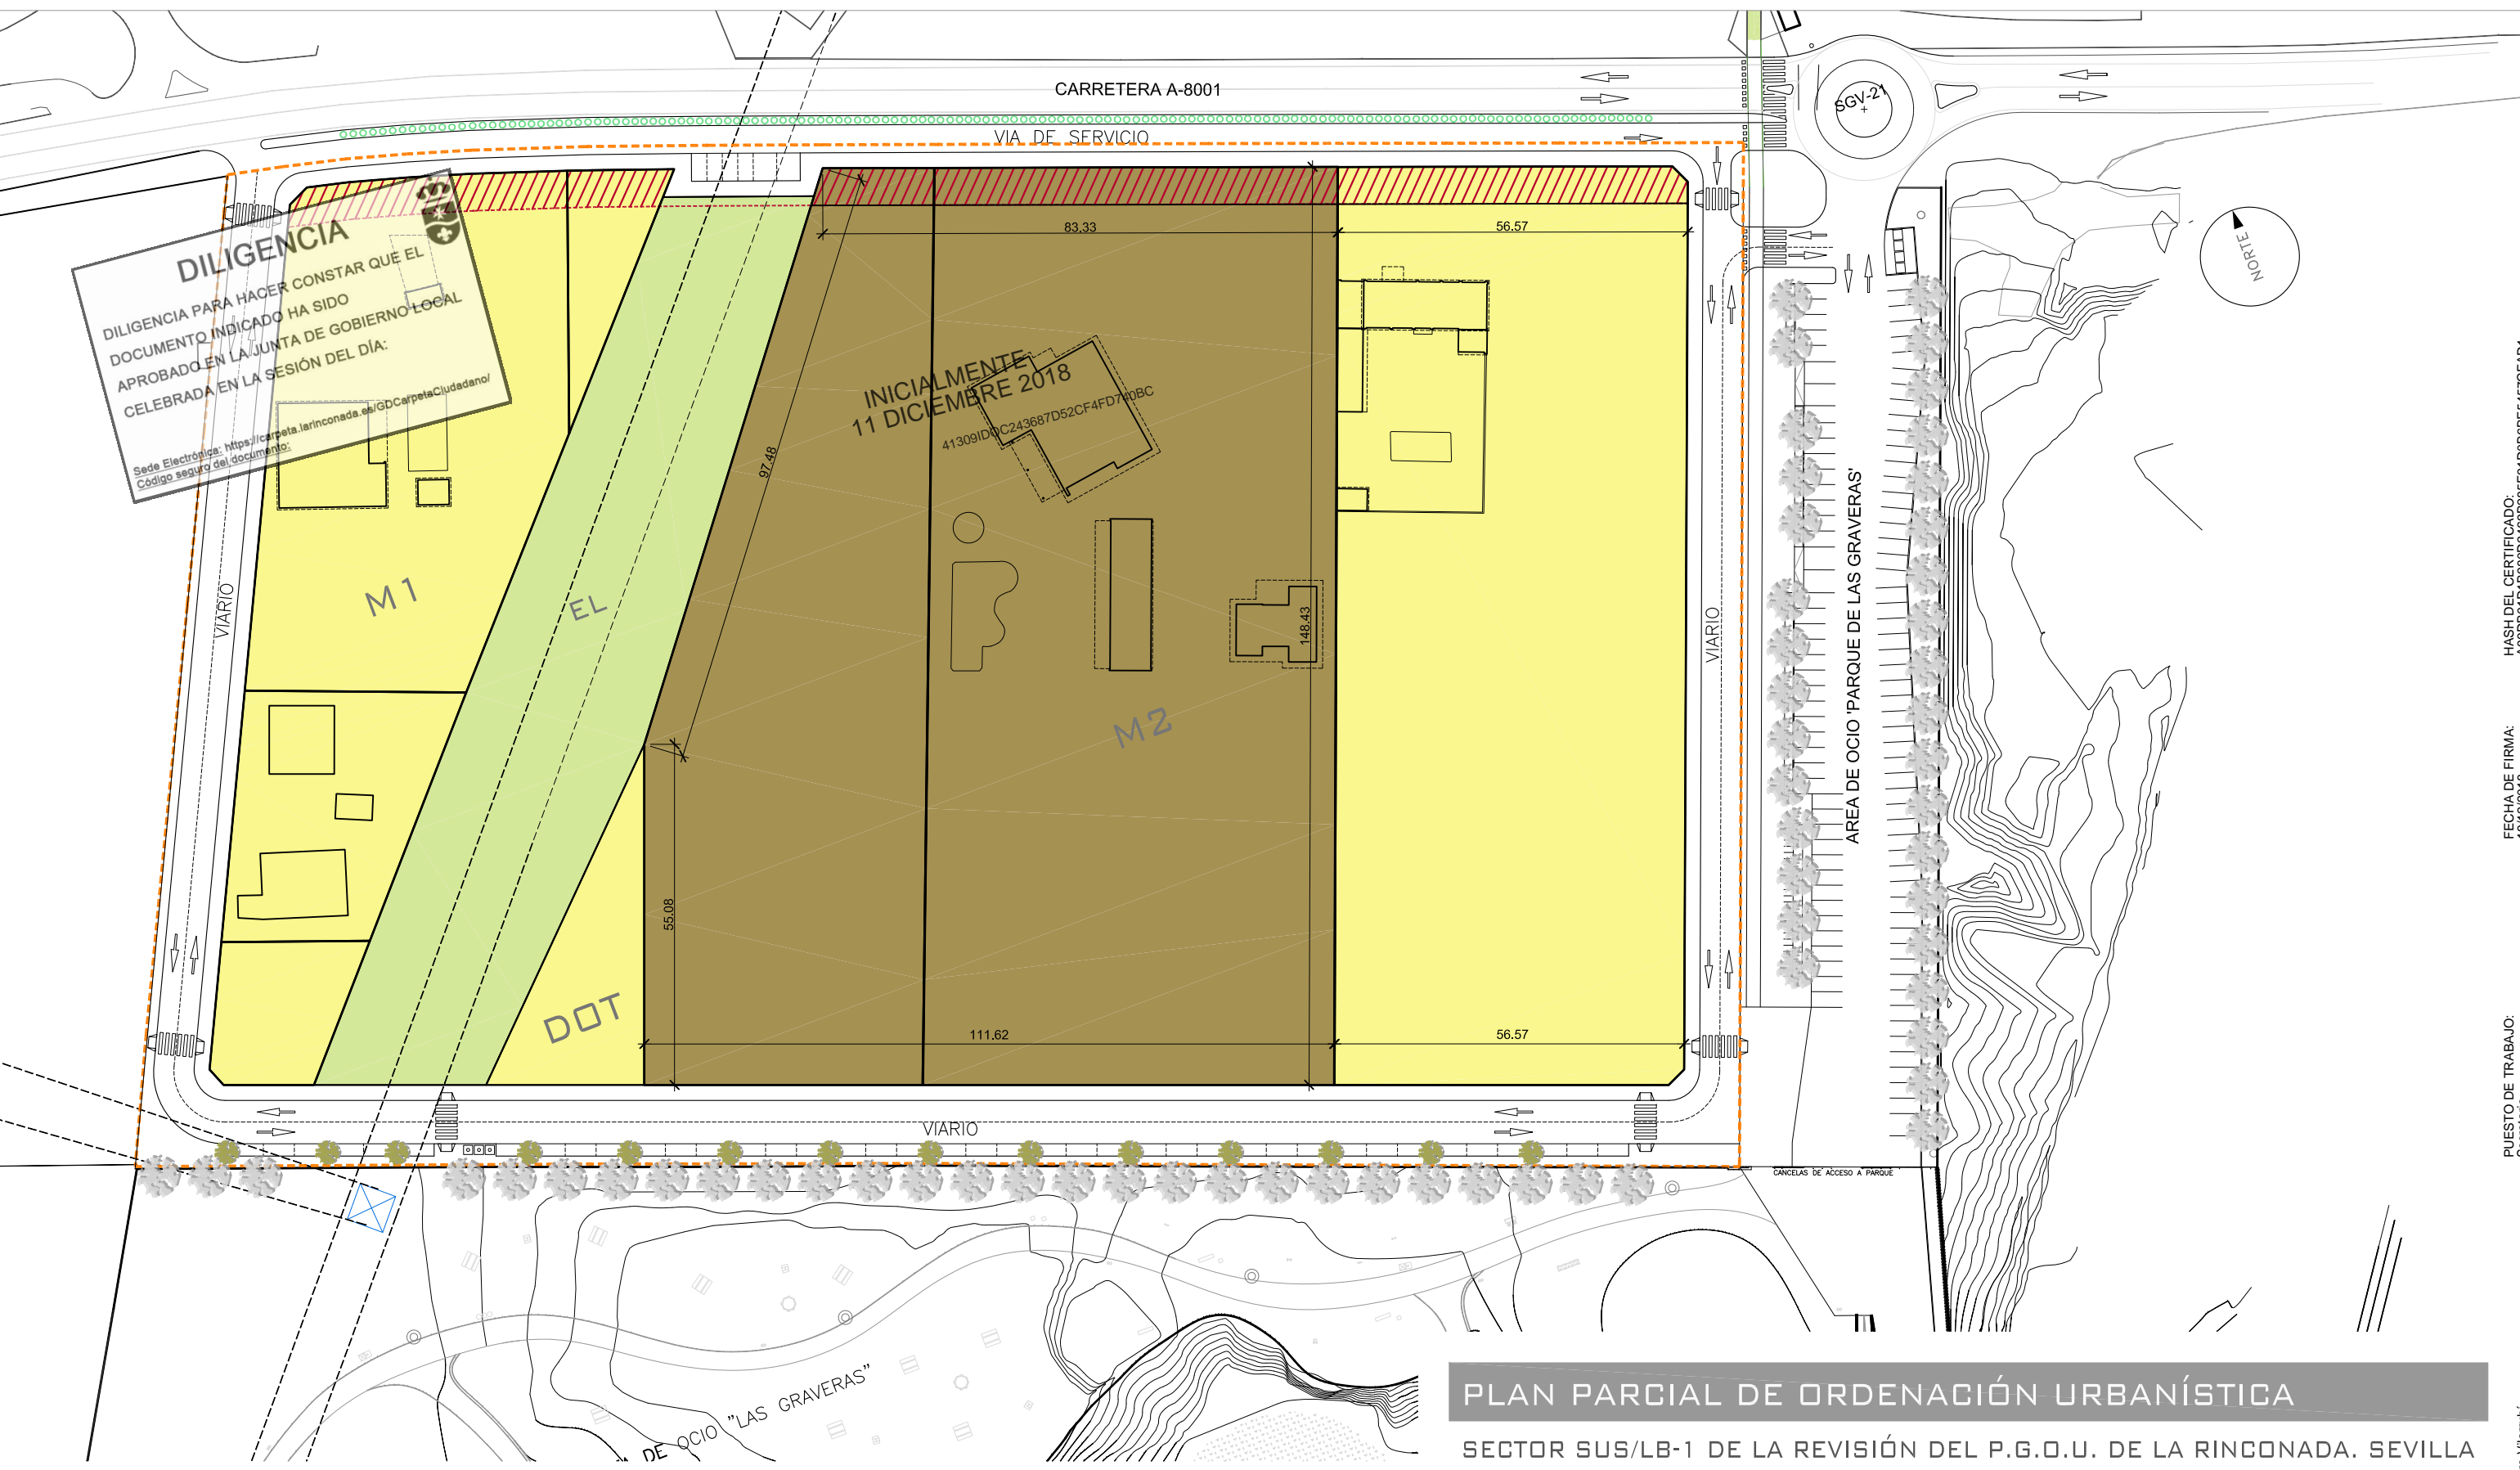 CARRETERA A-8001
SGV-21
VIA DE SERVICIO
DILIGENCIA
DILIGENCIA PARA HACER CONSTAR QUE EL
DOCUMENTO INDICADO HA SIDO
APROBADO EN LA JUNTA DE GOBIERNO LOCAL
CELEBRADA EN LA SESIÓN DEL DÍA:
Sede Electrónica: https://carpeta.larinconada.es/GDCarpetaCiudadano/
Código seguro del documento:
83.33
56.57
NORTE
INICIALMENTE
11 DICIEMBRE 2018
41309IDOC243687D52CF4FD740BC
97.48
M1
EL
VIARIO
148.43
VIARIO
AREA DE OCIO 'PARQUE DE LAS GRAVERAS'
M2
55.08
DOT
111.62
56.57
VIARIO
CANCELAS DE ACCESO A PARQUE
DE OCIO "LAS GRAVERAS"
HASH DEL CERTIFICADO:
FECHA DE FIRMA:
PUESTO DE TRABAJO:
PLAN PARCIAL DE ORDENACIÓN URBANÍSTICA
SECTOR SUS/LB-1 DE LA REVISIÓN DEL P.G.O.U. DE LA RINCONADA. SEVILLA